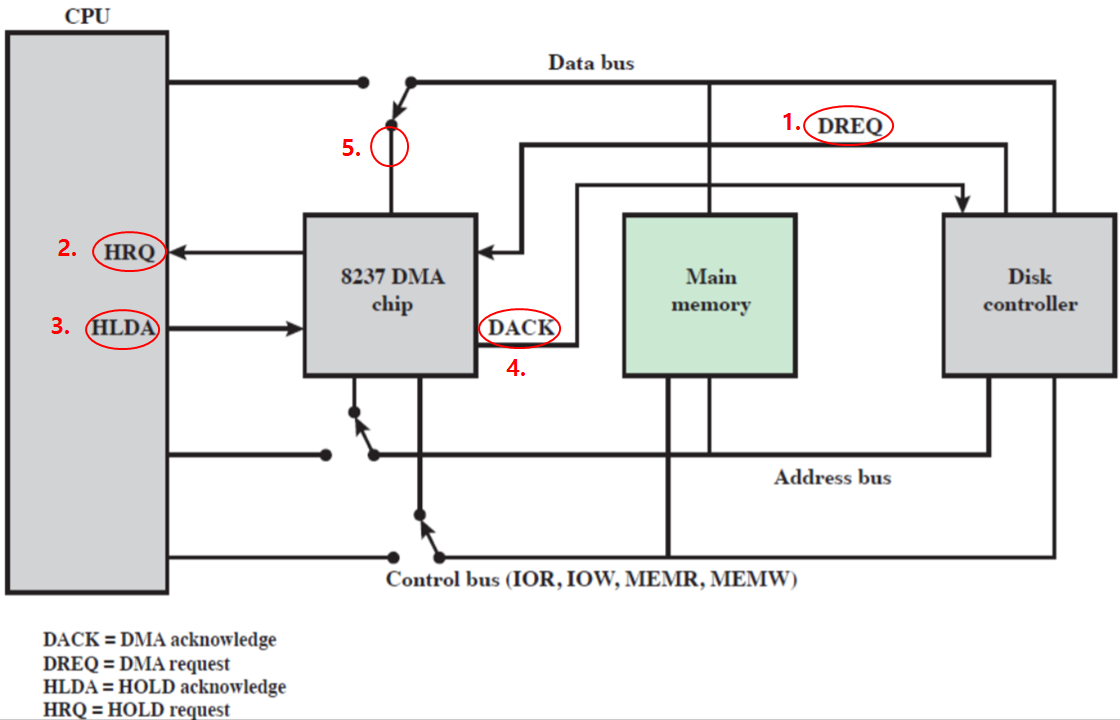 CPU
Data bus
1. DREQ
5.
2. HRQ
8237 DMA
chip
Main
memory
Disk
controller
3. HLDA
DACK
4.
Address bus
Control bus (IOR, IOW, MEMR, MEMW)
DACK = DMA acknowledge
DREQ = DMA request
HLDA = HOLD acknowledge
HRQ = HOLD request